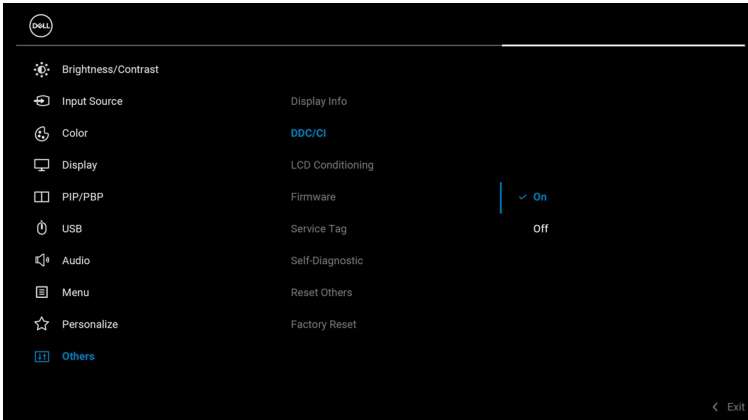 DELL
Brightness/Contrast
Input Source
Display Info
Color
DDC/CI
Display
LCD Conditioning
PIP/PBP
Firmware
On
USB
Service Tag
Off
Audio
Self-Diagnostic
Menu
Reset Others
Personalize
Factory Reset
Others
Exit